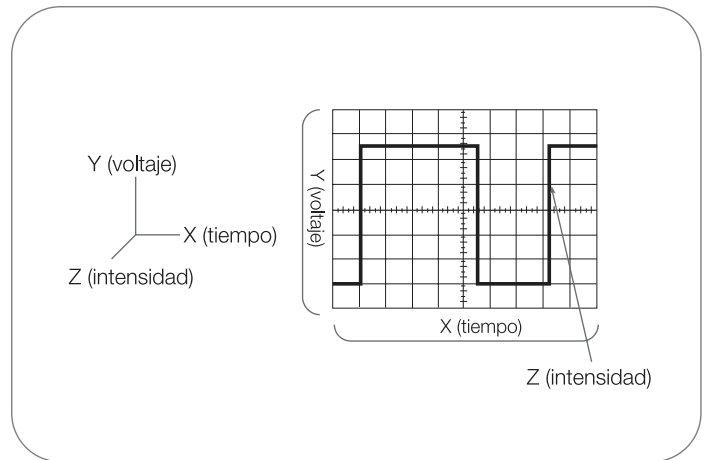 Y (voltaje)
X (tiempo)
Z (intensidad)
Y (voltaje)
X (tiempo)
Z (intensidad)